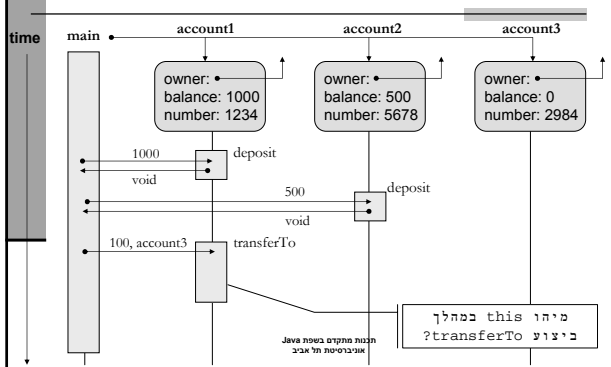 time
main
account1
account2
account3
owner:
balance: 1000
number: 1234
owner:
balance: 500
number: 5678
owner:
balance: 0
number: 2984
1000
deposit
void
500
deposit
void
100, account3
transferTo
מיהו this במהלך
ביצוע transferTo?
תכנות מתקדם בשפת Java
אוניברסיטת תל אביב